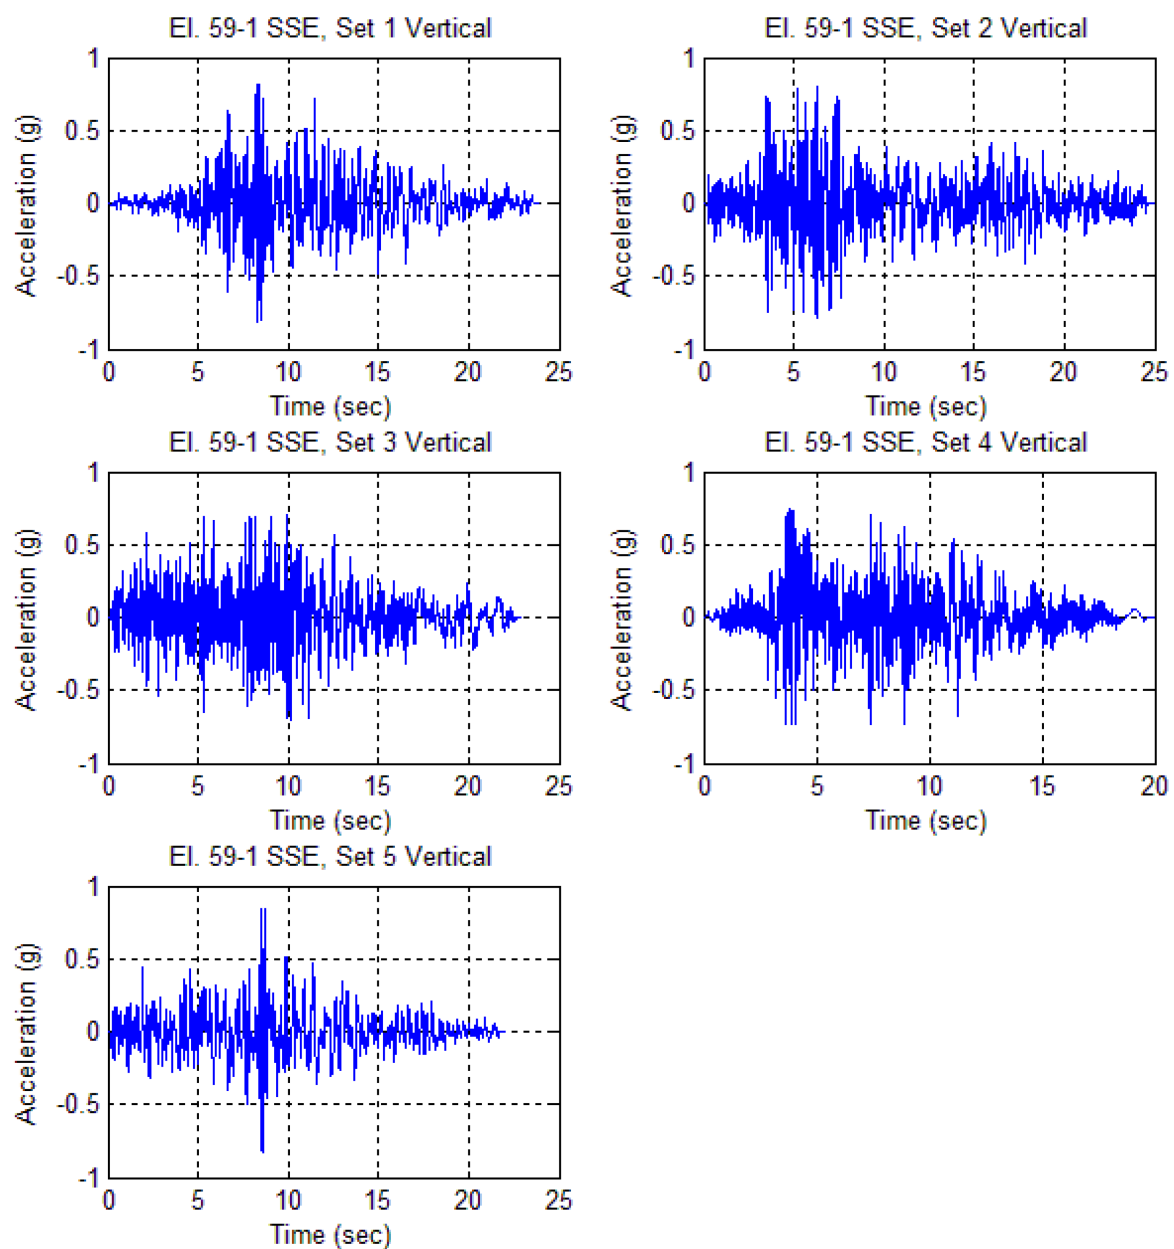 El. 59-1 SSE, Set 1 Vertical
1
0.5
0
-0.5
-1
Acceleration (g)
0 5 10 15 20 25
Time (sec)
El. 59-1 SSE, Set 2 Vertical
1
0.5
0
-0.5
-1
Acceleration (g)
0 5 10 15 20 25
Time (sec)
El. 59-1 SSE, Set 3 Vertical
1
0.5
0
-0.5
-1
Acceleration (g)
0 5 10 15 20 25
Time (sec)
El. 59-1 SSE, Set 4 Vertical
1
0.5
0
-0.5
-1
Acceleration (g)
0 5 10 15 20
Time (sec)
El. 59-1 SSE, Set 5 Vertical
1
0.5
0
-0.5
-1
Acceleration (g)
0 5 10 15 20 25
Time (sec)